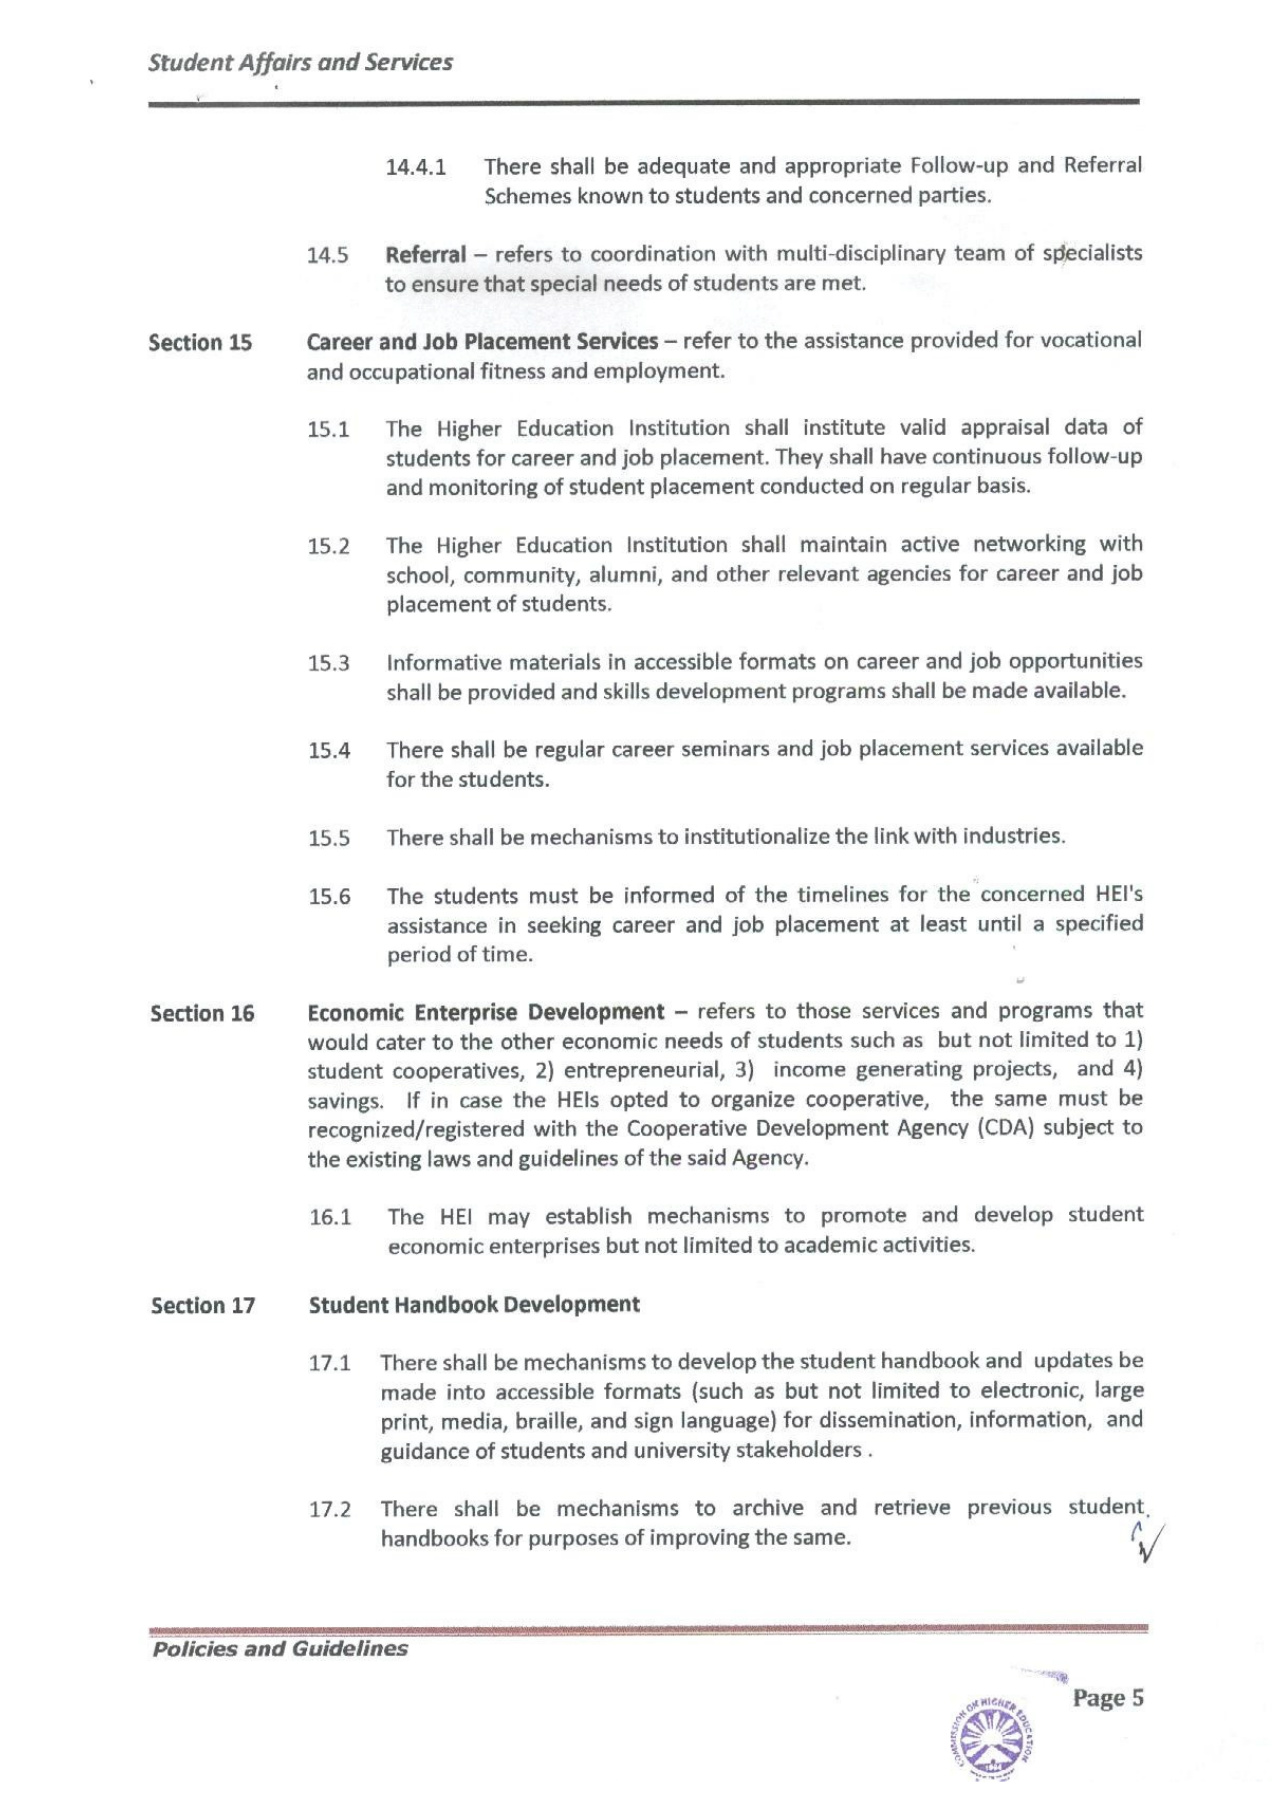 Student Affairs and Services
14.4.1 There shall be adequate and appropriate Follow-up and Referral
Schemes known to students and concerned parties.
14.5 Referral – refers to coordination with multi-disciplinary team of specialists
to ensure that special needs of students are met.
Section 15 Career and Job Placement Services – refer to the assistance provided for vocational
and occupational fitness and employment.
15.1 The Higher Education Institution shall institute valid appraisal data of
students for career and job placement. They shall have continuous follow-up
and monitoring of student placement conducted on regular basis.
15.2 The Higher Education Institution shall maintain active networking with
school, community, alumni, and other relevant agencies for career and job
placement of students.
15.3 Informative materials in accessible formats on career and job opportunities
shall be provided and skills development programs shall be made available.
15.4 There shall be regular career seminars and job placement services available
for the students.
15.5 There shall be mechanisms to institutionalize the link with industries.
15.6 The students must be informed of the timelines for the concerned HEI's
assistance in seeking career and job placement at least until a specified
period of time.
Section 16 Economic Enterprise Development – refers to those services and programs that
would cater to the other economic needs of students such as but not limited to 1)
student cooperatives, 2) entrepreneurial, 3) income generating projects, and 4)
savings. If in case the HEIs opted to organize cooperative, the same must be
recognized/registered with the Cooperative Development Agency (CDA) subject to
the existing laws and guidelines of the said Agency.
16.1 The HEI may establish mechanisms to promote and develop student
economic enterprises but not limited to academic activities.
Section 17 Student Handbook Development
17.1 There shall be mechanisms to develop the student handbook and updates be
made into accessible formats (such as but not limited to electronic, large
print, media, braille, and sign language) for dissemination, information, and
guidance of students and university stakeholders .
17.2 There shall be mechanisms to archive and retrieve previous student
handbooks for purposes of improving the same.
Policies and Guidelines
Page 5
COMMISSION ON HIGHER EDUCATION